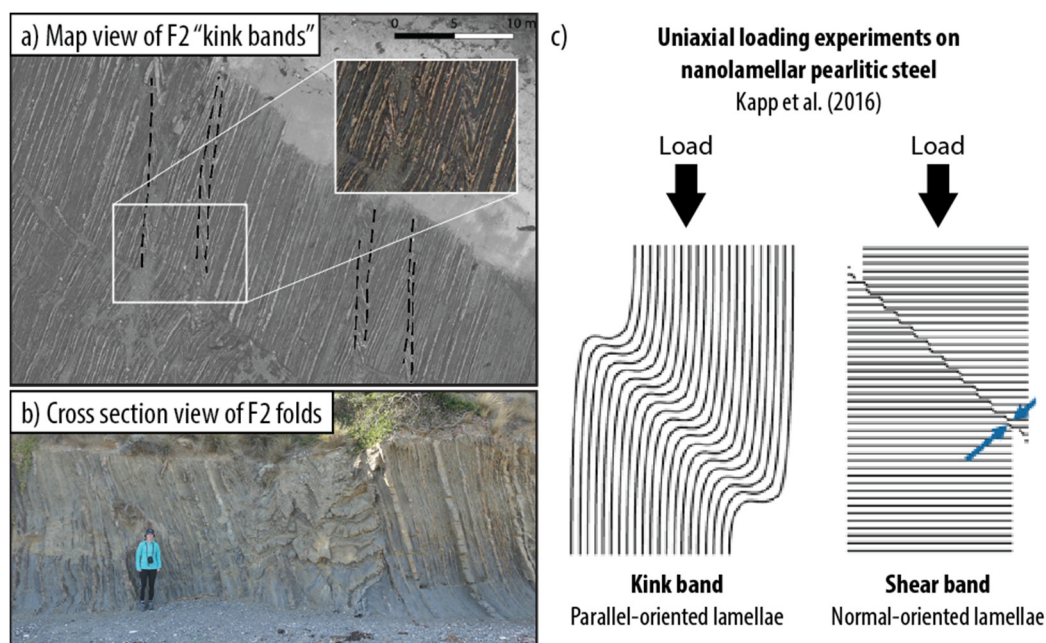 a) Map view of F2 “kink bands”
0 5 10 m
b) Cross section view of F2 folds
c)
Uniaxial loading experiments on
nanolamellar pearlitic steel
Kapp et al. (2016)
Load
Load
Kink band
Parallel-oriented lamellae
Shear band
Normal-oriented lamellae